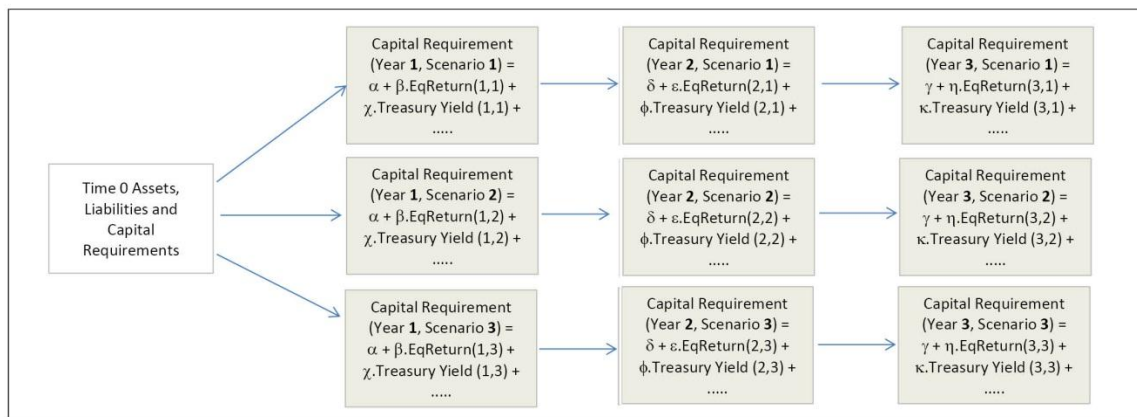 Time 0 Assets,
Liabilities and
Capital
Requirements
Capital Requirement
(Year 1, Scenario 1) =
α + β.EqReturn(1,1) +
χ.Treasury Yield (1,1) +
.....
Capital Requirement
(Year 2, Scenario 1) =
δ + ε.EqReturn(2,1) +
ϕ.Treasury Yield (2,1) +
.....
Capital Requirement
(Year 3, Scenario 1) =
γ + η.EqReturn(3,1) +
κ.Treasury Yield (3,1) +
.....
Capital Requirement
(Year 1, Scenario 2) =
α + β.EqReturn(1,2) +
χ.Treasury Yield (1,2) +
.....
Capital Requirement
(Year 2, Scenario 2) =
δ + ε.EqReturn(2,2) +
ϕ.Treasury Yield (2,2) +
.....
Capital Requirement
(Year 3, Scenario 2) =
γ + η.EqReturn(3,2) +
κ.Treasury Yield (3,2) +
.....
Capital Requirement
(Year 1, Scenario 3) =
α + β.EqReturn(1,3) +
χ.Treasury Yield (1,3) +
.....
Capital Requirement
(Year 2, Scenario 3) =
δ + ε.EqReturn(2,3) +
ϕ.Treasury Yield (2,3) +
.....
Capital Requirement
(Year 3, Scenario 3) =
γ + η.EqReturn(3,3) +
κ.Treasury Yield (3,3) +
.....